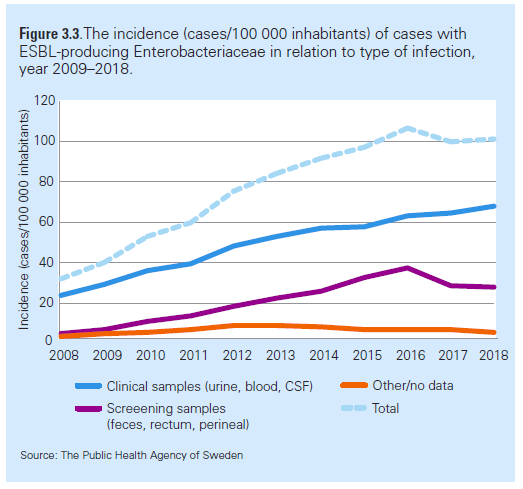 Figure 3.3.The incidence (cases/100 000 inhabitants) of cases with
ESBL-producing Enterobacteriaceae in relation to type of infection,
year 2009–2018.
Incidence (cases/100 000 inhabitants)
120
100
80
60
40
20
0
2008 2009 2010 2011 2012 2013 2014 2015 2016 2017 2018
Clinical samples (urine, blood, CSF)
Other/no data
Screeening samples
(feces, rectum, perineal)
Total
Source: The Public Health Agency of Sweden